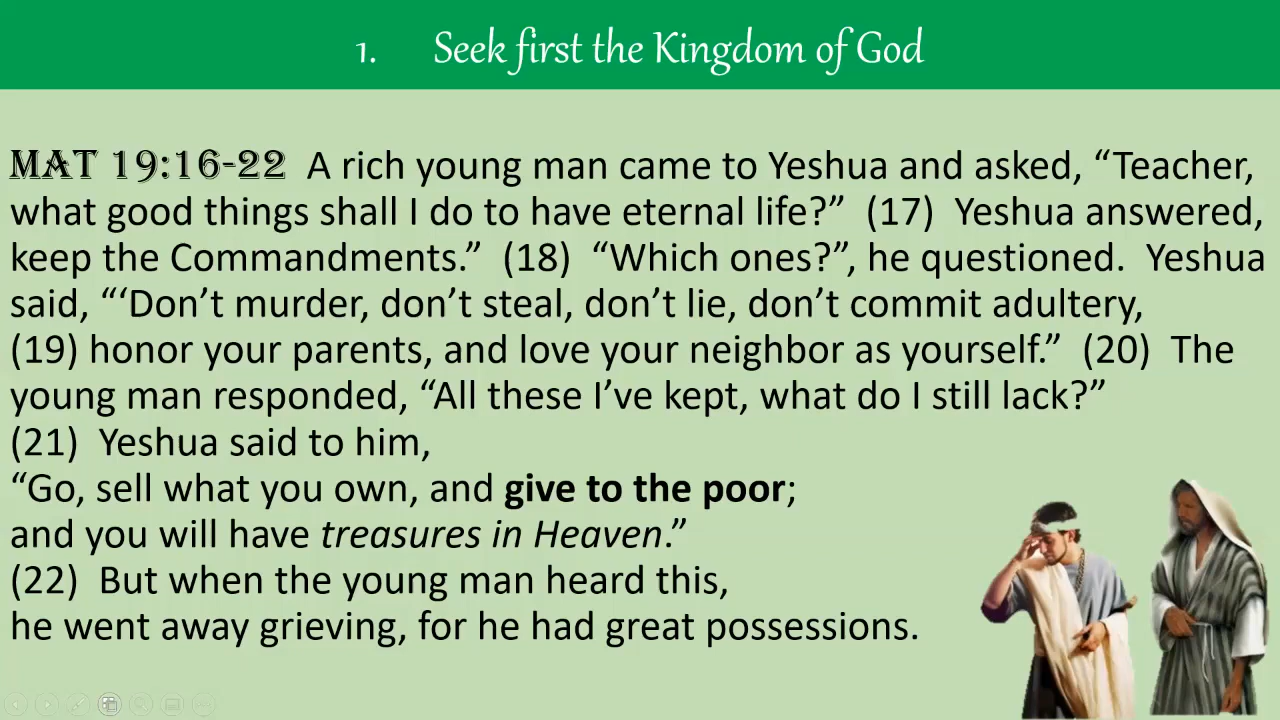 1. Seek first the Kingdom of God
MAT 19:16-22 A rich young man came to Yeshua and asked, “Teacher,
what good things shall I do to have eternal life?” (17) Yeshua answered,
keep the Commandments.” (18) “Which ones?”, he questioned. Yeshua
said, “‘Don’t murder, don’t steal, don’t lie, don’t commit adultery,
(19) honor your parents, and love your neighbor as yourself.” (20) The
young man responded, “All these I’ve kept, what do I still lack?”
(21) Yeshua said to him,
“Go, sell what you own, and give to the poor;
and you will have treasures in Heaven.”
(22) But when the young man heard this,
he went away grieving, for he had great possessions.